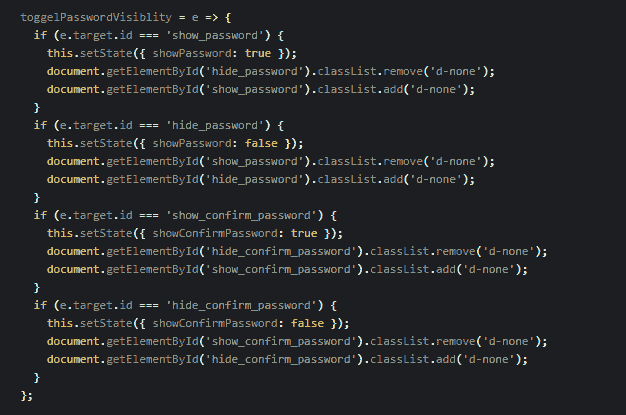 toggelPasswordVisiblity = e => {
  if (e.target.id === 'show_password') {
    this.setState({ showPassword: true });
    document.getElementById('hide_password').classList.remove('d-none');
    document.getElementById('show_password').classList.add('d-none');
  }
  if (e.target.id === 'hide_password') {
    this.setState({ showPassword: false });
    document.getElementById('show_password').classList.remove('d-none');
    document.getElementById('hide_password').classList.add('d-none');
  }
  if (e.target.id === 'show_confirm_password') {
    this.setState({ showConfirmPassword: true });
    document.getElementById('hide_confirm_password').classList.remove('d-none');
    document.getElementById('show_confirm_password').classList.add('d-none');
  }
  if (e.target.id === 'hide_confirm_password') {
    this.setState({ showConfirmPassword: false });
    document.getElementById('show_confirm_password').classList.remove('d-none');
    document.getElementById('hide_confirm_password').classList.add('d-none');
  }
};